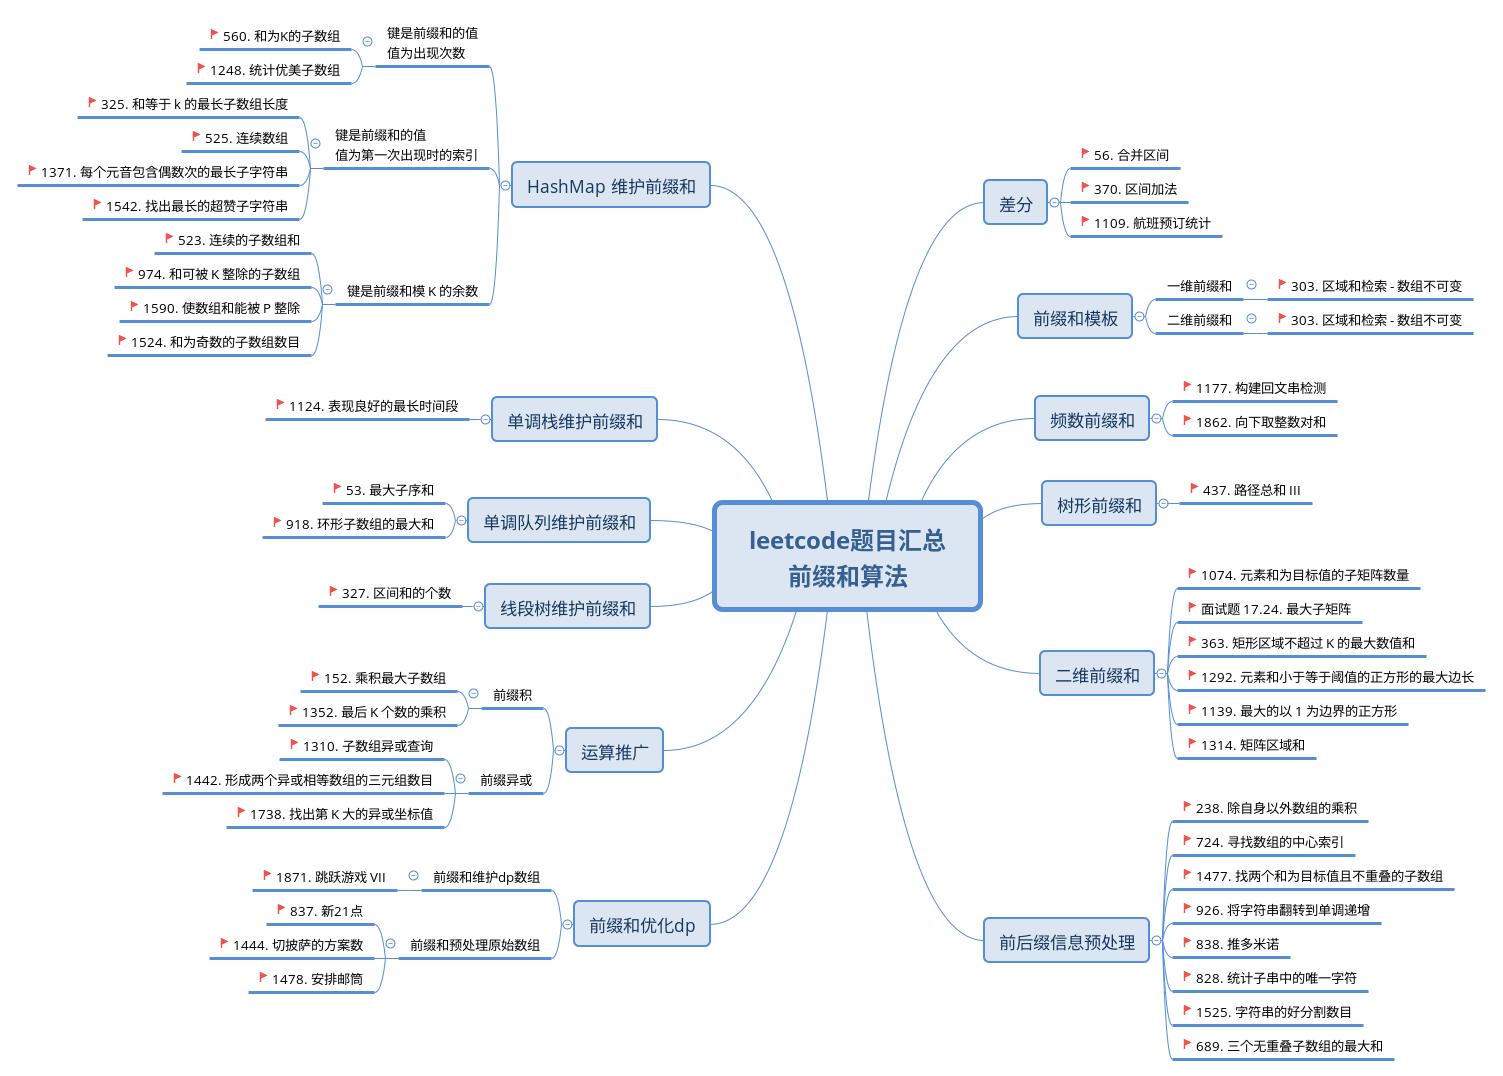 leetcode题目汇总
前缀和算法
HashMap 维护前缀和
键是前缀和的值
值为出现次数
560. 和为K的子数组
1248. 统计优美子数组
键是前缀和的值
值为第一次出现时的索引
325. 和等于 k 的最长子数组长度
525. 连续数组
1371. 每个元音包含偶数次的最长子字符串
1542. 找出最长的超赞子字符串
键是前缀和模 K 的余数
523. 连续的子数组和
974. 和可被 K 整除的子数组
1590. 使数组和能被 P 整除
1524. 和为奇数的子数组数目
单调栈维护前缀和
1124. 表现良好的最长时间段
单调队列维护前缀和
53. 最大子序和
918. 环形子数组的最大和
线段树维护前缀和
327. 区间和的个数
运算推广
前缀积
152. 乘积最大子数组
1352. 最后 K 个数的乘积
前缀异或
1310. 子数组异或查询
1442. 形成两个异或相等数组的三元组数目
1738. 找出第 K 大的异或坐标值
前缀和优化dp
前缀和维护dp数组
1871. 跳跃游戏 VII
前缀和预处理原始数组
837. 新21点
1444. 切披萨的方案数
1478. 安排邮筒
差分
56. 合并区间
370. 区间加法
1109. 航班预订统计
前缀和模板
一维前缀和
303. 区域和检索 - 数组不可变
二维前缀和
303. 区域和检索 - 数组不可变
频数前缀和
1177. 构建回文串检测
1862. 向下取整数对和
树形前缀和
437. 路径总和 III
二维前缀和
1074. 元素和为目标值的子矩阵数量
面试题 17.24. 最大子矩阵
363. 矩形区域不超过 K 的最大数值和
1292. 元素和小于等于阈值的正方形的最大边长
1139. 最大的以 1 为边界的正方形
1314. 矩阵区域和
前后缀信息预处理
238. 除自身以外数组的乘积
724. 寻找数组的中心索引
1477. 找两个和为目标值且不重叠的子数组
926. 将字符串翻转到单调递增
838. 推多米诺
828. 统计子串中的唯一字符
1525. 字符串的好分割数目
689. 三个无重叠子数组的最大和